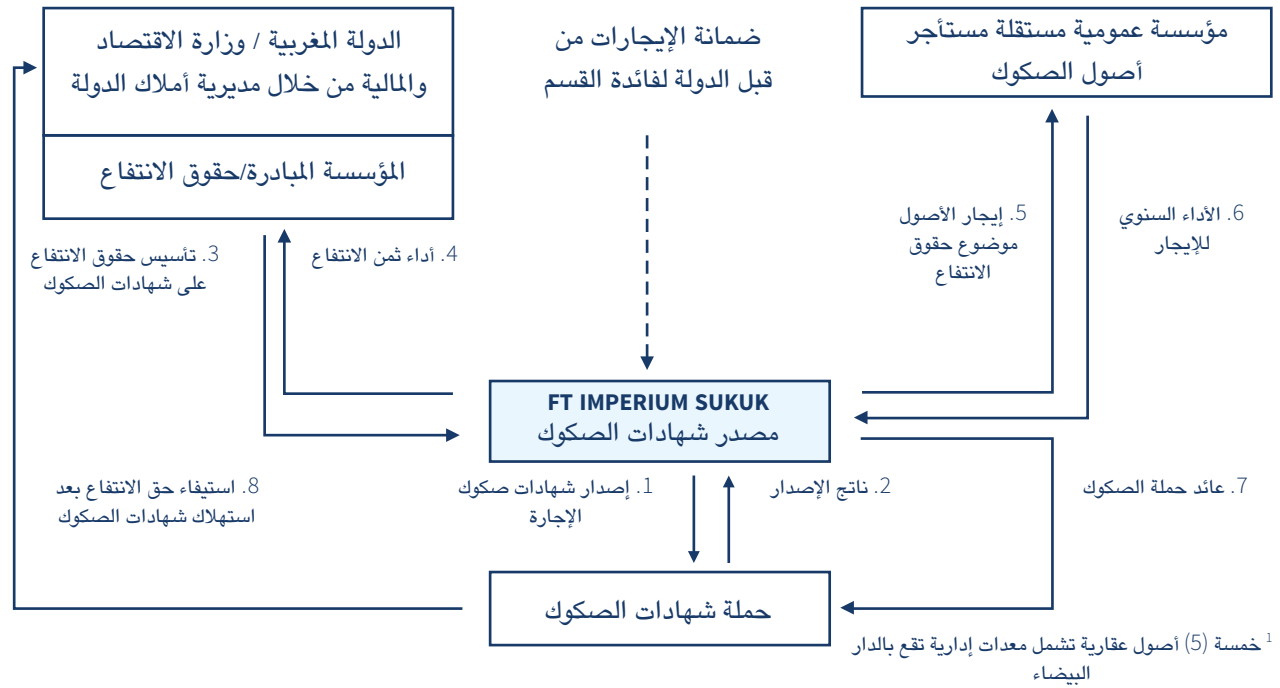 مؤسسة عمومية مستقلة مستأجر
أصول الصكوك
ضمانة الإيجارات من
قبل الدولة لفائدة القسم
الدولة المغربية / وزارة الاقتصاد
والمالية من خلال مديرية أملاك الدولة
المؤسسة المبادرة/حقوق الانتفاع
6. الأداء السنوي
للإيجار
5. إيجار الأصول
موضوع حقوق
الانتفاع
4. أداء ثمن الانتفاع
3. تأسيس حقوق الانتفاع
على شهادات الصكوك
FT IMPERIUM SUKUK
مصدر شهادات الصكوك
7. عائد حملة الصكوك
2. ناتج الإصدار
1. إصدار شهادات صكوك
الإجارة
8. استيفاء حق الانتفاع بعد
استهلاك شهادات الصكوك
حملة شهادات الصكوك
1 خمسة (5) أصول عقارية تشمل معدات إدارية تقع بالدار
البيضاء